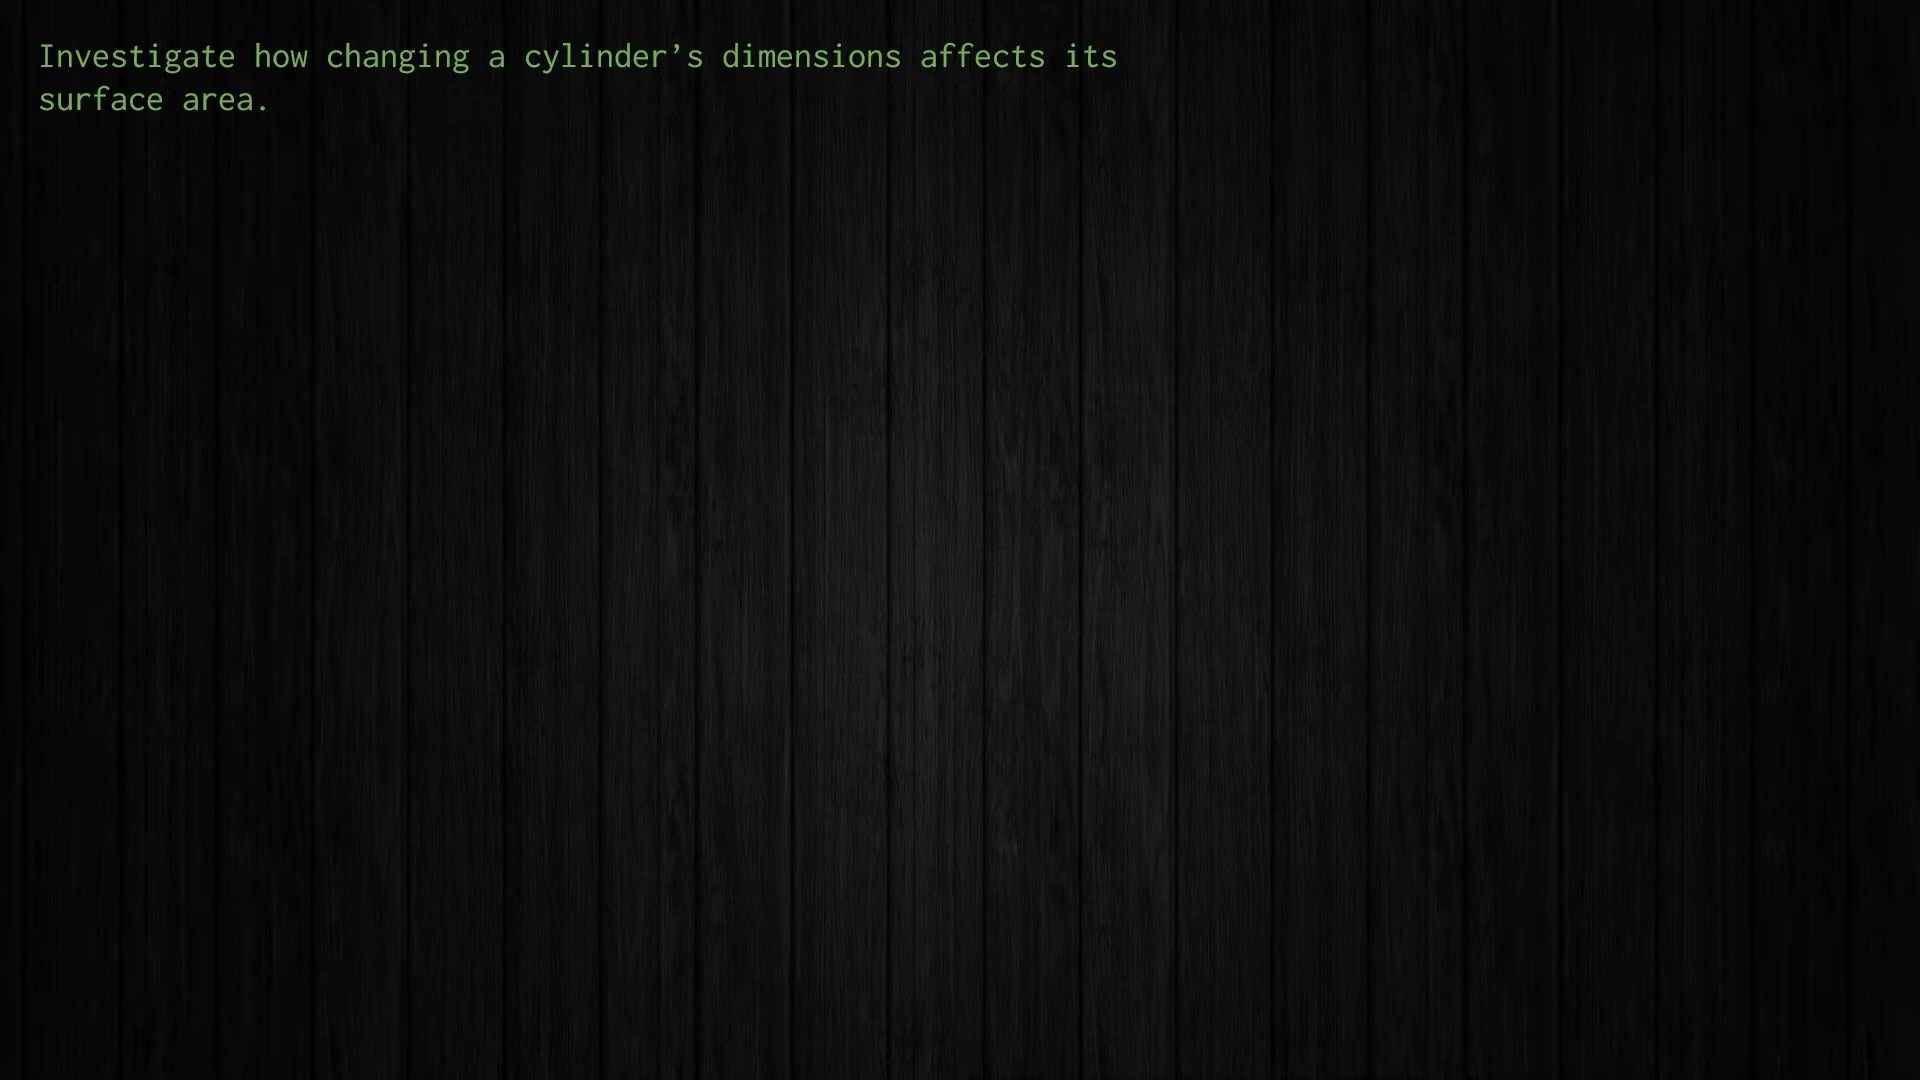 Investigate how changing a cylinder’s dimensions affects its
surface area.